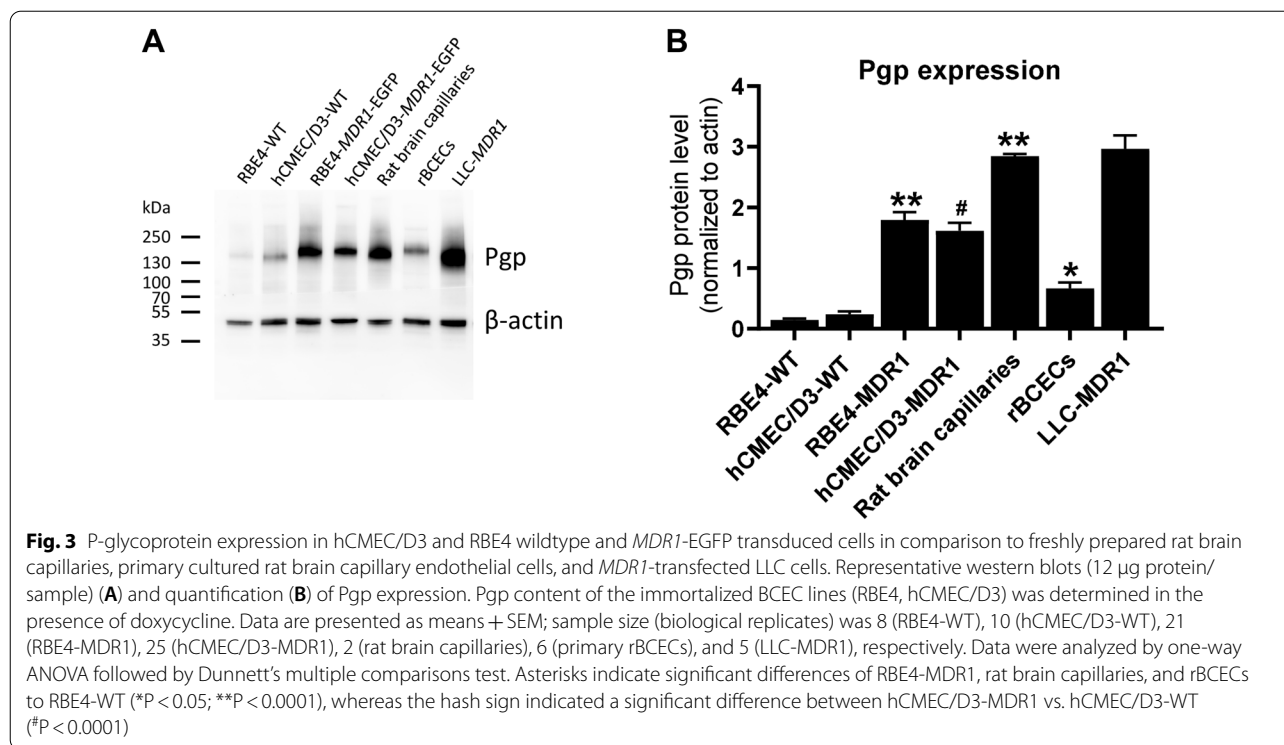 A
RBE4-WT
hCMEC/D3-WT
RBE4-MDR1-EGFP
hCMEC/D3-MDR1-EGFP
Rat brain capillaries
rBCECs
LLC-MDR1
kDa
250
130
100
70
55
35
Pgp
β-actin
B
Pgp expression
Pgp protein level
(normalized to actin)
4
3
2
1
0
**
#
**
*
RBE4-WT
hCMEC/D3-WT
RBE4-MDR1
hCMEC/D3-MDR1
Rat brain capillaries
rBCECs
LLC-MDR1
Fig. 3 P-glycoprotein expression in hCMEC/D3 and RBE4 wildtype and MDR1-EGFP transduced cells in comparison to freshly prepared rat brain
capillaries, primary cultured rat brain capillary endothelial cells, and MDR1-transfected LLC cells. Representative western blots (12 μg protein/
sample) (A) and quantification (B) of Pgp expression. Pgp content of the immortalized BCEC lines (RBE4, hCMEC/D3) was determined in the
presence of doxycycline. Data are presented as means + SEM; sample size (biological replicates) was 8 (RBE4-WT), 10 (hCMEC/D3-WT), 21
(RBE4-MDR1), 25 (hCMEC/D3-MDR1), 2 (rat brain capillaries), 6 (primary rBCECs), and 5 (LLC-MDR1), respectively. Data were analyzed by one-way
ANOVA followed by Dunnett's multiple comparisons test. Asterisks indicate significant differences of RBE4-MDR1, rat brain capillaries, and rBCECs
to RBE4-WT (*P < 0.05; **P < 0.0001), whereas the hash sign indicated a significant difference between hCMEC/D3-MDR1 vs. hCMEC/D3-WT
(#P < 0.0001)